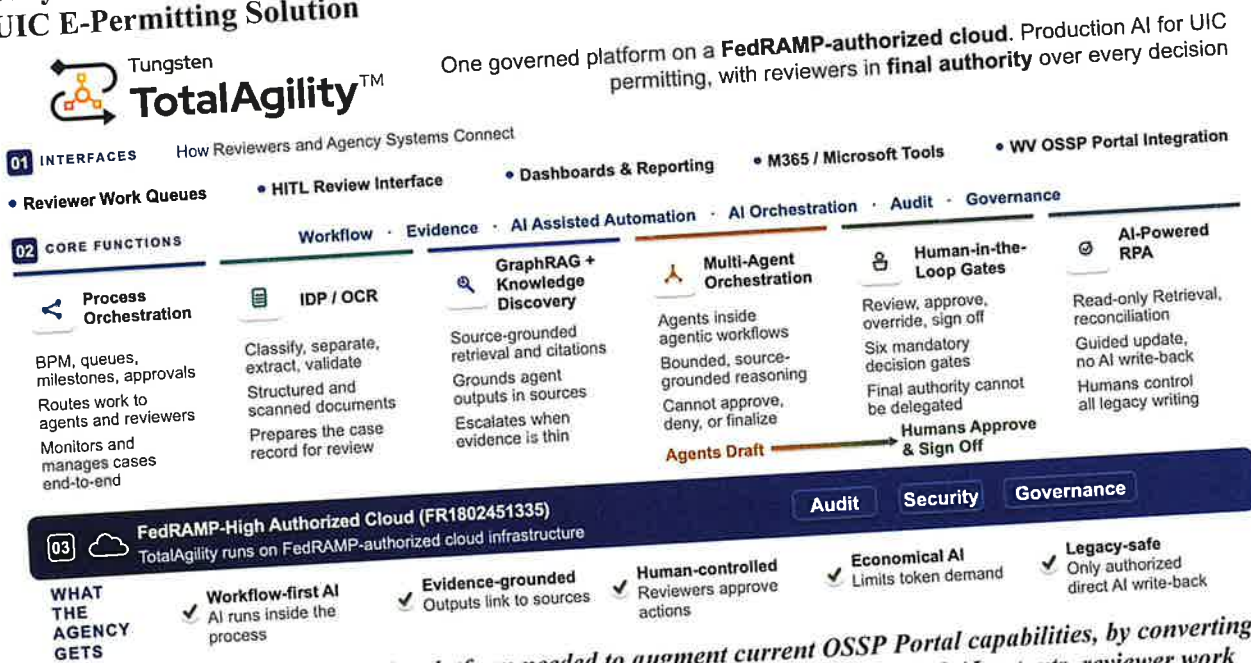 UIC E-Permitting Solution
Tungsten
TotalAgility™
One governed platform on a FedRAMP-authorized cloud. Production AI for UIC
permitting, with reviewers in final authority over every decision
01 INTERFACES How Reviewers and Agency Systems Connect
• Reviewer Work Queues • HITL Review Interface • Dashboards & Reporting • M365 / Microsoft Tools • WV OSSP Portal Integration
02 CORE FUNCTIONS Workflow · Evidence · AI Assisted Automation · AI Orchestration · Audit · Governance
Process
Orchestration
BPM, queues,
milestones, approvals
Routes work to
agents and reviewers
Monitors and
manages cases
end-to-end
IDP / OCR
Classify, separate,
extract, validate
Structured and
scanned documents
Prepares the case
record for review
GraphRAG +
Knowledge
Discovery
Source-grounded
retrieval and citations
Grounds agent
outputs in sources
Escalates when
evidence is thin
Multi-Agent
Orchestration
Agents inside
agentic workflows
Bounded, source-
grounded reasoning
Cannot approve,
deny, or finalize
Agents Draft
Human-in-the-
Loop Gates
Review, approve,
override, sign off
Six mandatory
decision gates
Final authority cannot
be delegated
Humans Approve
& Sign Off
AI-Powered
RPA
Read-only Retrieval,
reconciliation
Guided update,
no AI write-back
Humans control
all legacy writing
03 FedRAMP-High Authorized Cloud (FR1802451335)
TotalAgility runs on FedRAMP-authorized cloud infrastructure
Audit Security Governance
WHAT
THE
AGENCY
GETS
Workflow-first AI
AI runs inside the
process
Evidence-grounded
Outputs link to sources
Human-controlled
Reviewers approve
actions
Economical AI
Limits token demand
Legacy-safe
Only authorized
direct AI write-back
needed to augment current OSSP Portal capabilities, by converting
reviewer work